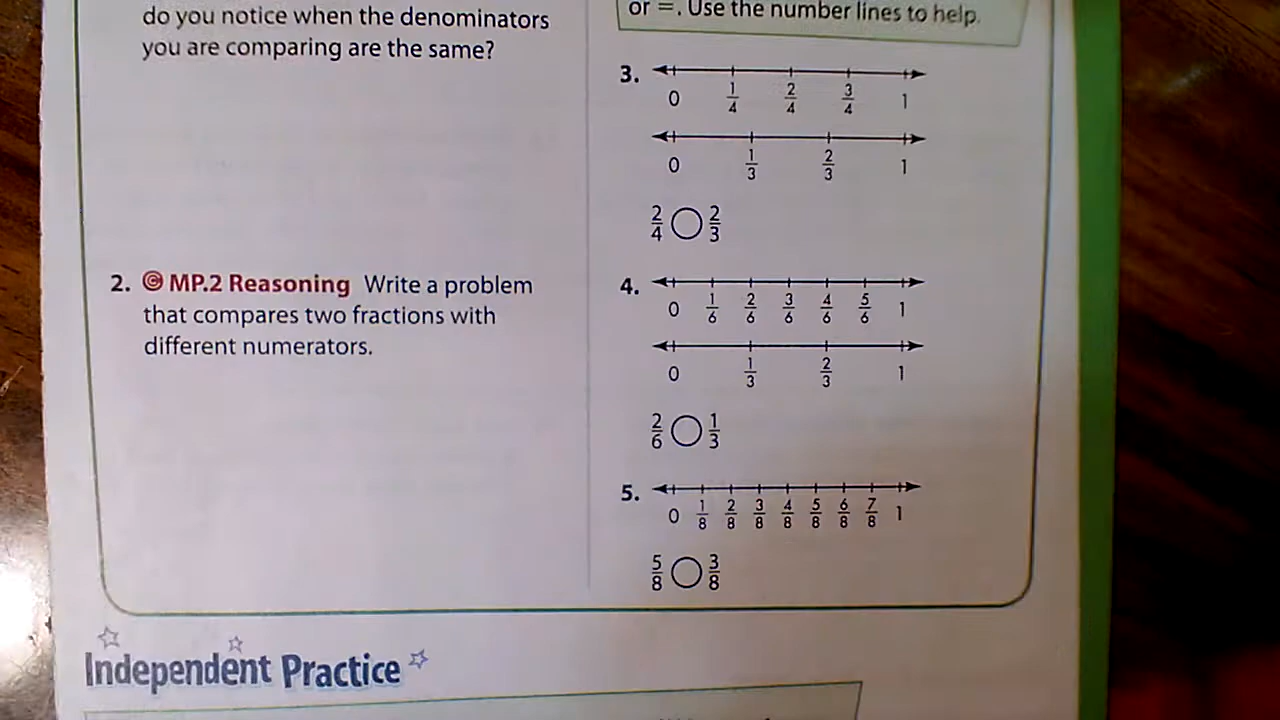 do you notice when the denominators
you are comparing are the same?
2. MP.2 Reasoning Write a problem
that compares two fractions with
different numerators.
or =. Use the number lines to help.
3.
0 1/4 2/4 3/4 1
0 1/3 2/3 1
2/4 ○ 2/3
4.
0 1/6 2/6 3/6 4/6 5/6 1
0 1/3 2/3 1
2/6 ○ 1/3
5.
0 1/8 2/8 3/8 4/8 5/8 6/8 7/8 1
5/8 ○ 3/8
Independent Practice